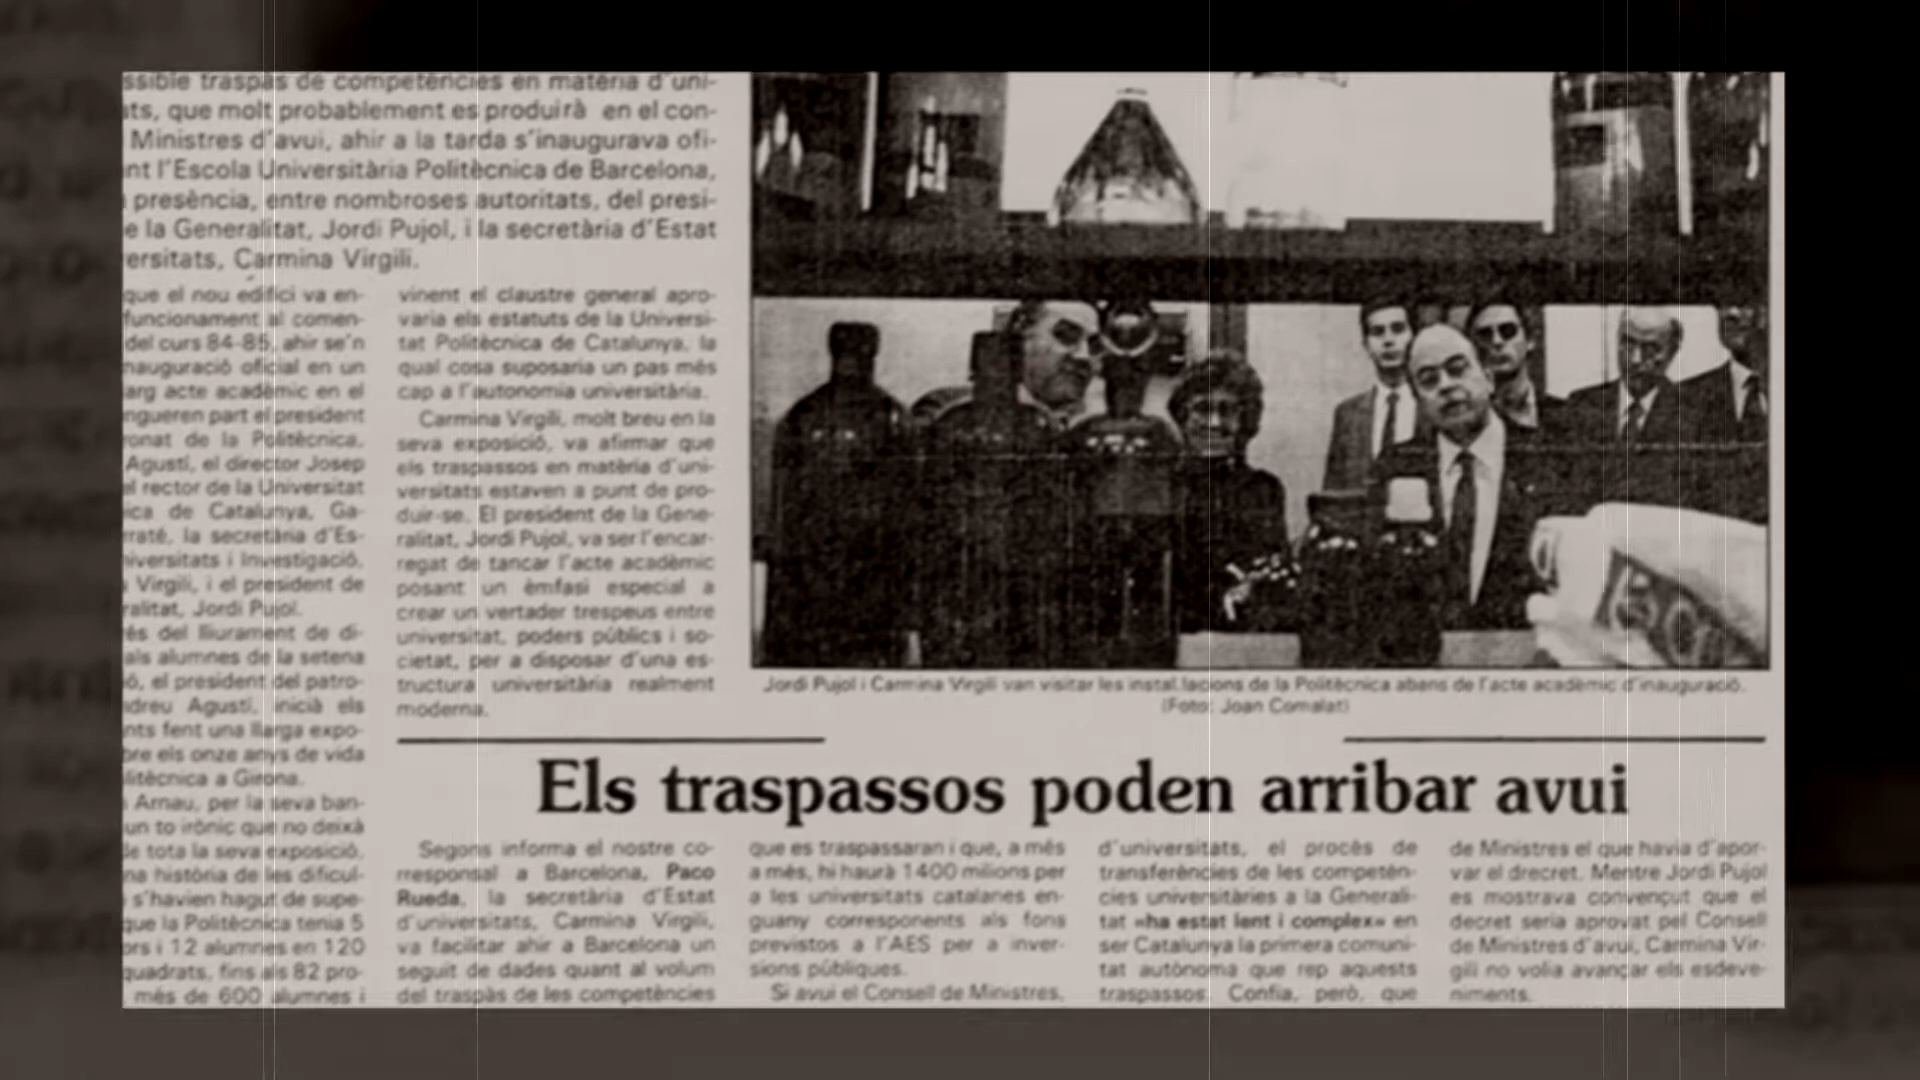 ssible traspàs de competències en matèria d'uni-
ats, que molt probablement es produirà en el con-
Ministres d'avui, ahir a la tarda s'inaugurava ofi-
nt l'Escola Universitària Politècnica de Barcelona,
presència, entre nombroses autoritats, del presi-
e la Generalitat, Jordi Pujol, i la secretària d'Estat
ersitats, Carmina Virgili.
que el nou edifici va en-
funcionament al comen-
del curs 84-85, ahir se'n
nauguració oficial en un
arg acte acadèmic en el
ngueren part el president
ronat de la Politècnica,
Agustí, el director Josep
el rector de la Universitat
ica de Catalunya, Ga-
rraté, la secretària d'Es-
niversitats i Investigació,
Virgili, i el president de
ralitat, Jordi Pujol.
és del lliurament de di-
als alumnes de la setena
ó, el president del patro-
ndreu Agustí, inicià els
nts fent una llarga expo-
bre els onze anys de vida
litècnica a Girona.
Arnau, per la seva ban-
un to irònic que no deixà
de tota la seva exposició,
na història de les dificul-
s'havien hagut de supe-
que la Politècnica tenia 5
ors i 12 alumnes en 120
quadrats, fins als 82 pro-
més de 600 alumnes i
vinent el claustre general apro-
varia els estatuts de la Universi-
tat Politècnica de Catalunya, la
qual cosa suposaria un pas més
cap a l'autonomia universitària.
Carmina Virgili, molt breu en la
seva exposició, va afirmar que
els traspassos en matèria d'uni-
versitats estaven a punt de pro-
duir-se. El president de la Gene-
ralitat, Jordi Pujol, va ser l'encar-
regat de tancar l'acte acadèmic
posant un èmfasi especial a
crear un vertader trespeus entre
universitat, poders públics i so-
cietat, per a disposar d'una es-
tructura universitària realment
moderna.
Jordi Pujol i Carmina Virgili van visitar les instal.lacions de la Politècnica abans de l'acte acadèmic d'inauguració.
(Foto: Joan Comalat)
Els traspassos poden arribar avui
Segons informa el nostre co-
rresponsal a Barcelona, Paco
Rueda, la secretària d'Estat
d'universitats, Carmina Virgili,
va facilitar ahir a Barcelona un
seguit de dades quant al volum
del traspàs de les competències
que es traspassaran i que, a més
a més, hi haurà 1400 milions per
a les universitats catalanes en-
guany corresponents als fons
previstos a l'AES per a inver-
sions públiques.
Si avui el Consell de Ministres,
d'universitats, el procès de
transferències de les competèn-
cies universitàries a la Generali-
tat «ha estat lent i complex» en
ser Catalunya la primera comuni-
tat autònoma que rep aquests
traspassos. Confia, però, que
de Ministres el que havia d'apor-
var el drecret. Mentre Jordi Pujol
es mostrava convençut que el
decret seria aprovat pel Consell
de Ministres d'avui, Carmina Vir-
gili no volia avançar els esdeve-
niments.